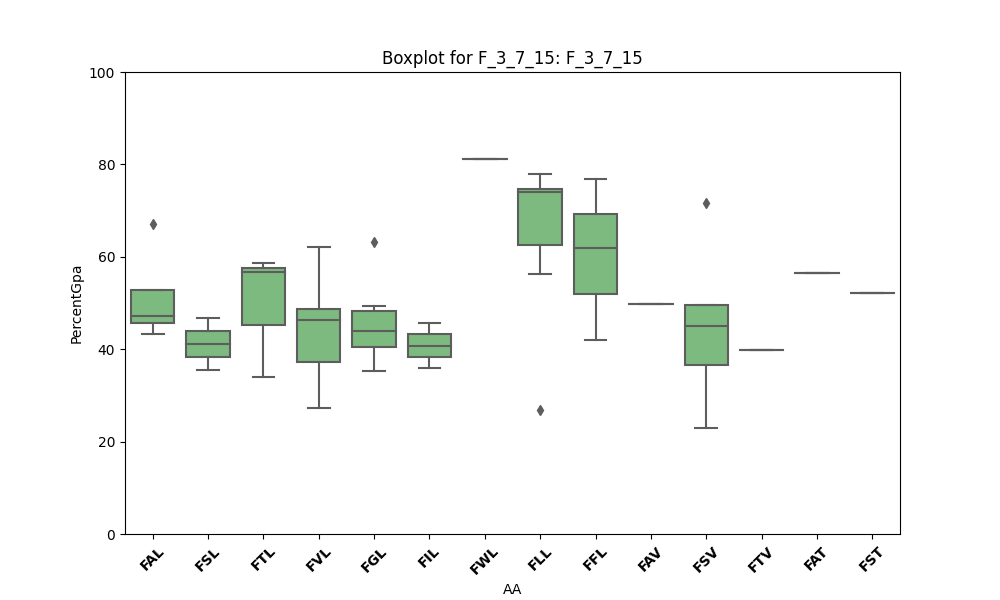 Boxplot for F_3_7_15: F_3_7_15
100
80
60
40
20
0
PercentGpa
FAL FSL FTL FVL FGL FIL FWL FLL FFL FAV FSV FTV FAT FST
AA